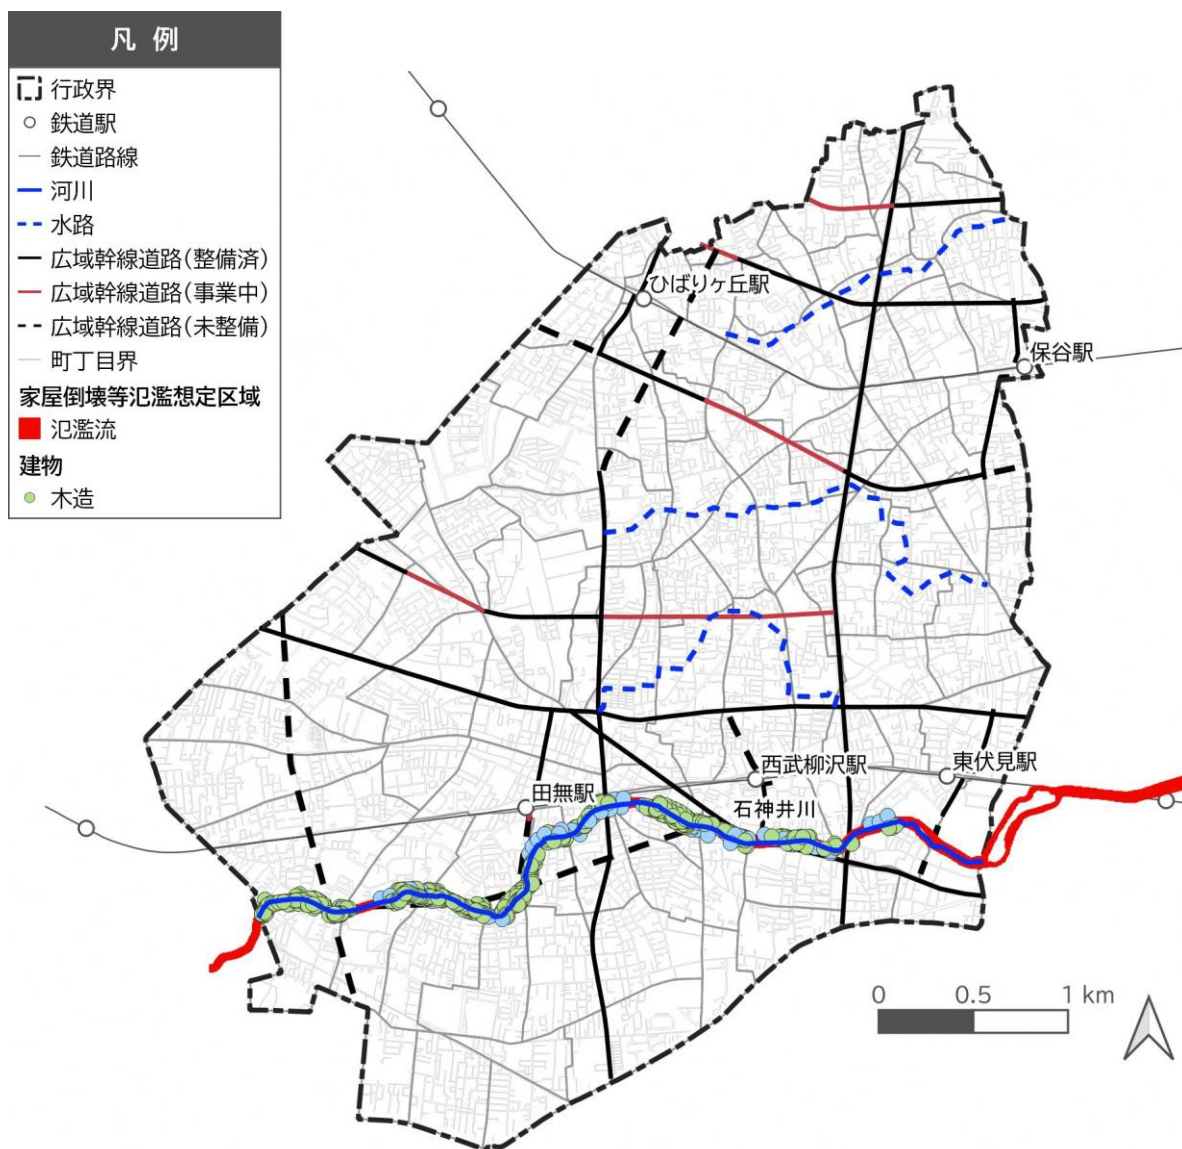 凡 例
行政界
鉄道駅
鉄道路線
河川
水路
広域幹線道路(整備済)
広域幹線道路(事業中)
広域幹線道路(未整備)
町丁目界
家屋倒壊等氾濫想定区域
氾濫流
建物
木造
ひばりヶ丘駅
保谷駅
西武柳沢駅
東伏見駅
田無駅
石神井川
0 0.5 1 km